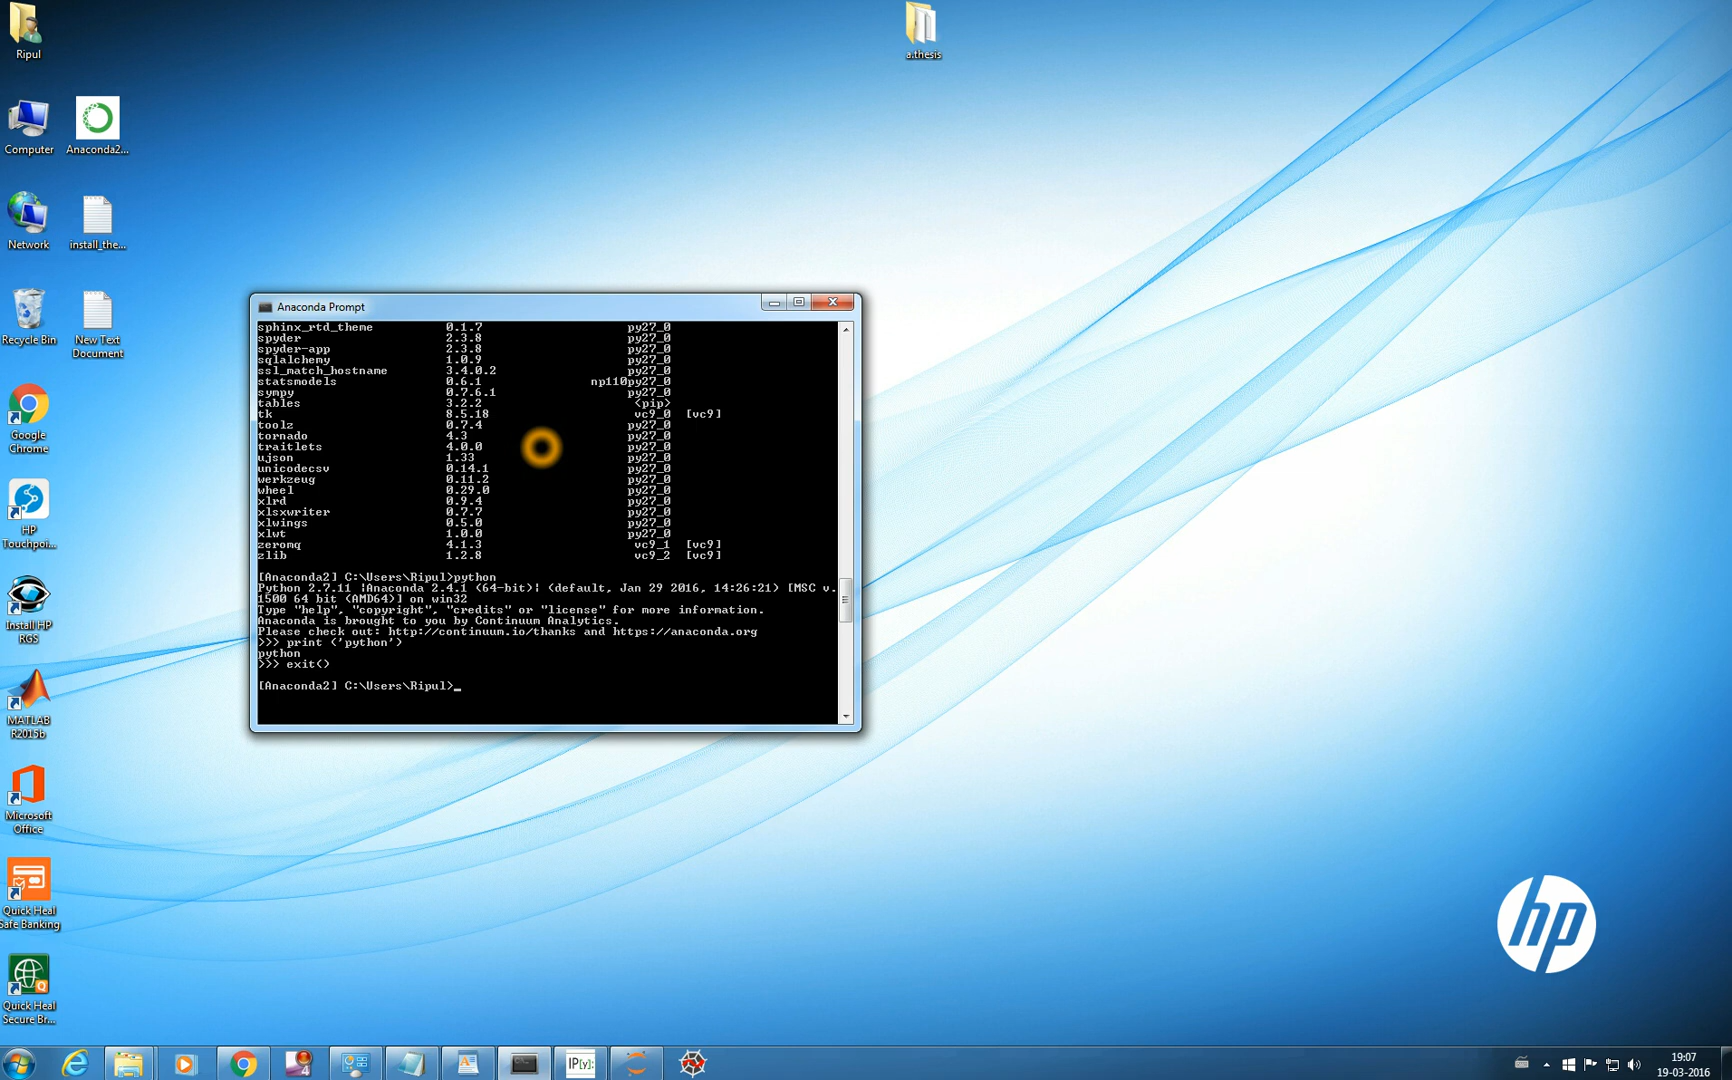 Ripul
a.thesis
Computer
Anaconda2...
Network
install_the...
Recycle Bin
New Text
Document
Google
Chrome
HP
Touchpoi...
Install HP
RGS
MATLAB
R2015b
Microsoft
Office
Quick Heal
Safe Banking
Quick Heal
Secure Br...
Anaconda Prompt
sphinx_rtd_theme 0.1.7 py27_0
spyder 2.3.8 py27_0
spyder-app 2.3.8 py27_0
sqlalchemy 1.0.9 py27_0
ssl_match_hostname 3.4.0.2 py27_0
statsmodels 0.6.1 np110py27_0
sympy 0.7.6.1 py27_0
tables 3.2.2 <pip>
tk 8.5.18 vc9_0 [vc9]
toolz 0.7.4 py27_0
tornado 4.3 py27_0
traitlets 4.0.0 py27_0
ujson 1.33 py27_0
unicodecsv 0.14.1 py27_0
werkzeug 0.11.2 py27_0
wheel 0.29.0 py27_0
xlrd 0.9.4 py27_0
xlsxwriter 0.7.7 py27_0
xlwings 0.5.0 py27_0
xlwt 1.0.0 py27_0
zeromq 4.1.3 vc9_1 [vc9]
zlib 1.2.8 vc9_2 [vc9]
[Anaconda2] C:\Users\Ripul>python
Python 2.7.11 |Anaconda 2.4.1 (64-bit)| (default, Jan 29 2016, 14:26:21) [MSC v.
1500 64 bit (AMD64)] on win32
Type "help", "copyright", "credits" or "license" for more information.
Anaconda is brought to you by Continuum Analytics.
Please check out: http://continuum.io/thanks and https://anaconda.org
>>> print ('python')
python
>>> exit()
[Anaconda2] C:\Users\Ripul>_
hp
IP[y]:
19:07
19-03-2016